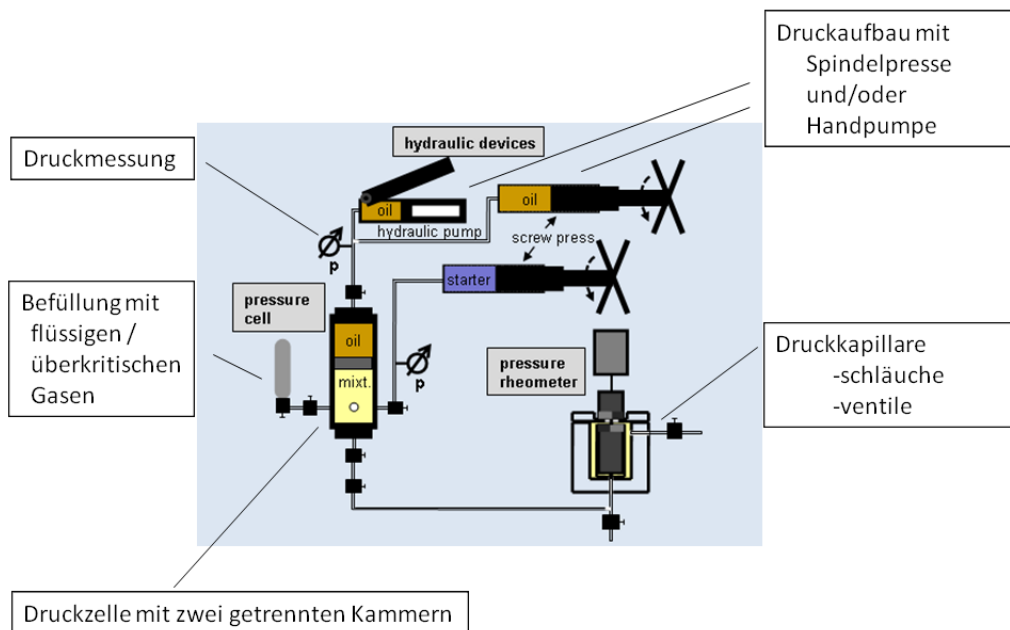 Druckaufbau mit
Spindelpresse
und/oder
Handpumpe
Druckmessung
hydraulic devices
oil
hydraulic pump
oil
screw press
p
starter
Befüllung mit
flüssigen /
überkritischen
Gasen
pressure
cell
oil
mixt.
p
pressure
rheometer
Druckkapillare
-schläuche
-ventile
Druckzelle mit zwei getrennten Kammern